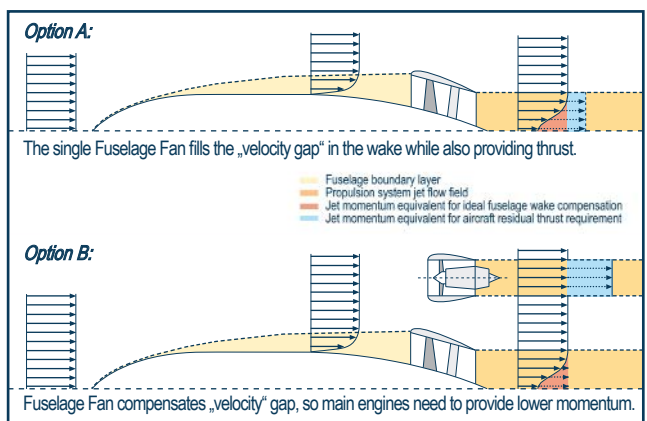 Option A:
The single Fuselage Fan fills the „velocity gap“ in the wake while also providing thrust.
Fuselage boundary layer
Propulsion system jet flow field
Jet momentum equivalent for ideal fuselage wake compensation
Jet momentum equivalent for aircraft residual thrust requirement
Option B:
Fuselage Fan compensates „velocity“ gap, so main engines need to provide lower momentum.